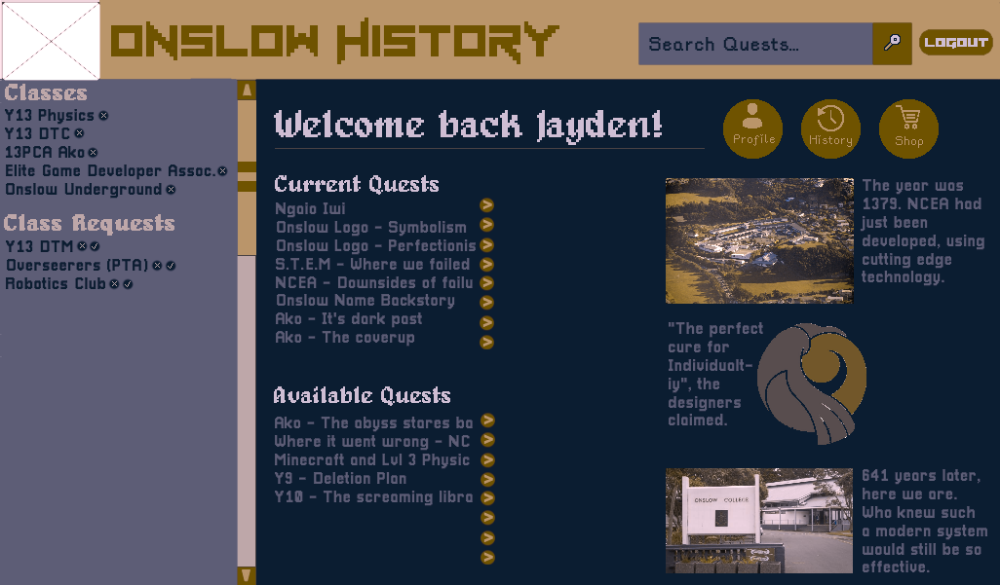 ONSLOW HISTORY
Search Quests...
LOGOUT
Classes
Y13 Physics
Y13 DTC
13PCA Ako
Elite Game Developer Assoc.
Onslow Underground
Class Requests
Y13 DTM
Overseerers (PTA)
Robotics Club
Welcome back Jayden!
Profile
History
Shop
Current Quests
Ngaio Iwi
Onslow Logo - Symbolism
Onslow Logo - Perfectionis
S.T.E.M - Where we failed
NCEA - Downsides of failu
Onslow Name Backstory
Ako - It's dark past
Ako - The coverup
Available Quests
Ako - The abyss stares ba
Where it went wrong - NC
Minecraft and Lvl 3 Physic
Y9 - Deletion Plan
Y10 - The screaming libra
The year was
1379. NCEA had
just been
developed, using
cutting edge
technology.
"The perfect
cure for
Individualt-
iy", the
designers
claimed.
ONSLOW COLLEGE
641 years later,
here we are.
Who knew such
a modern system
would still be so
effective.